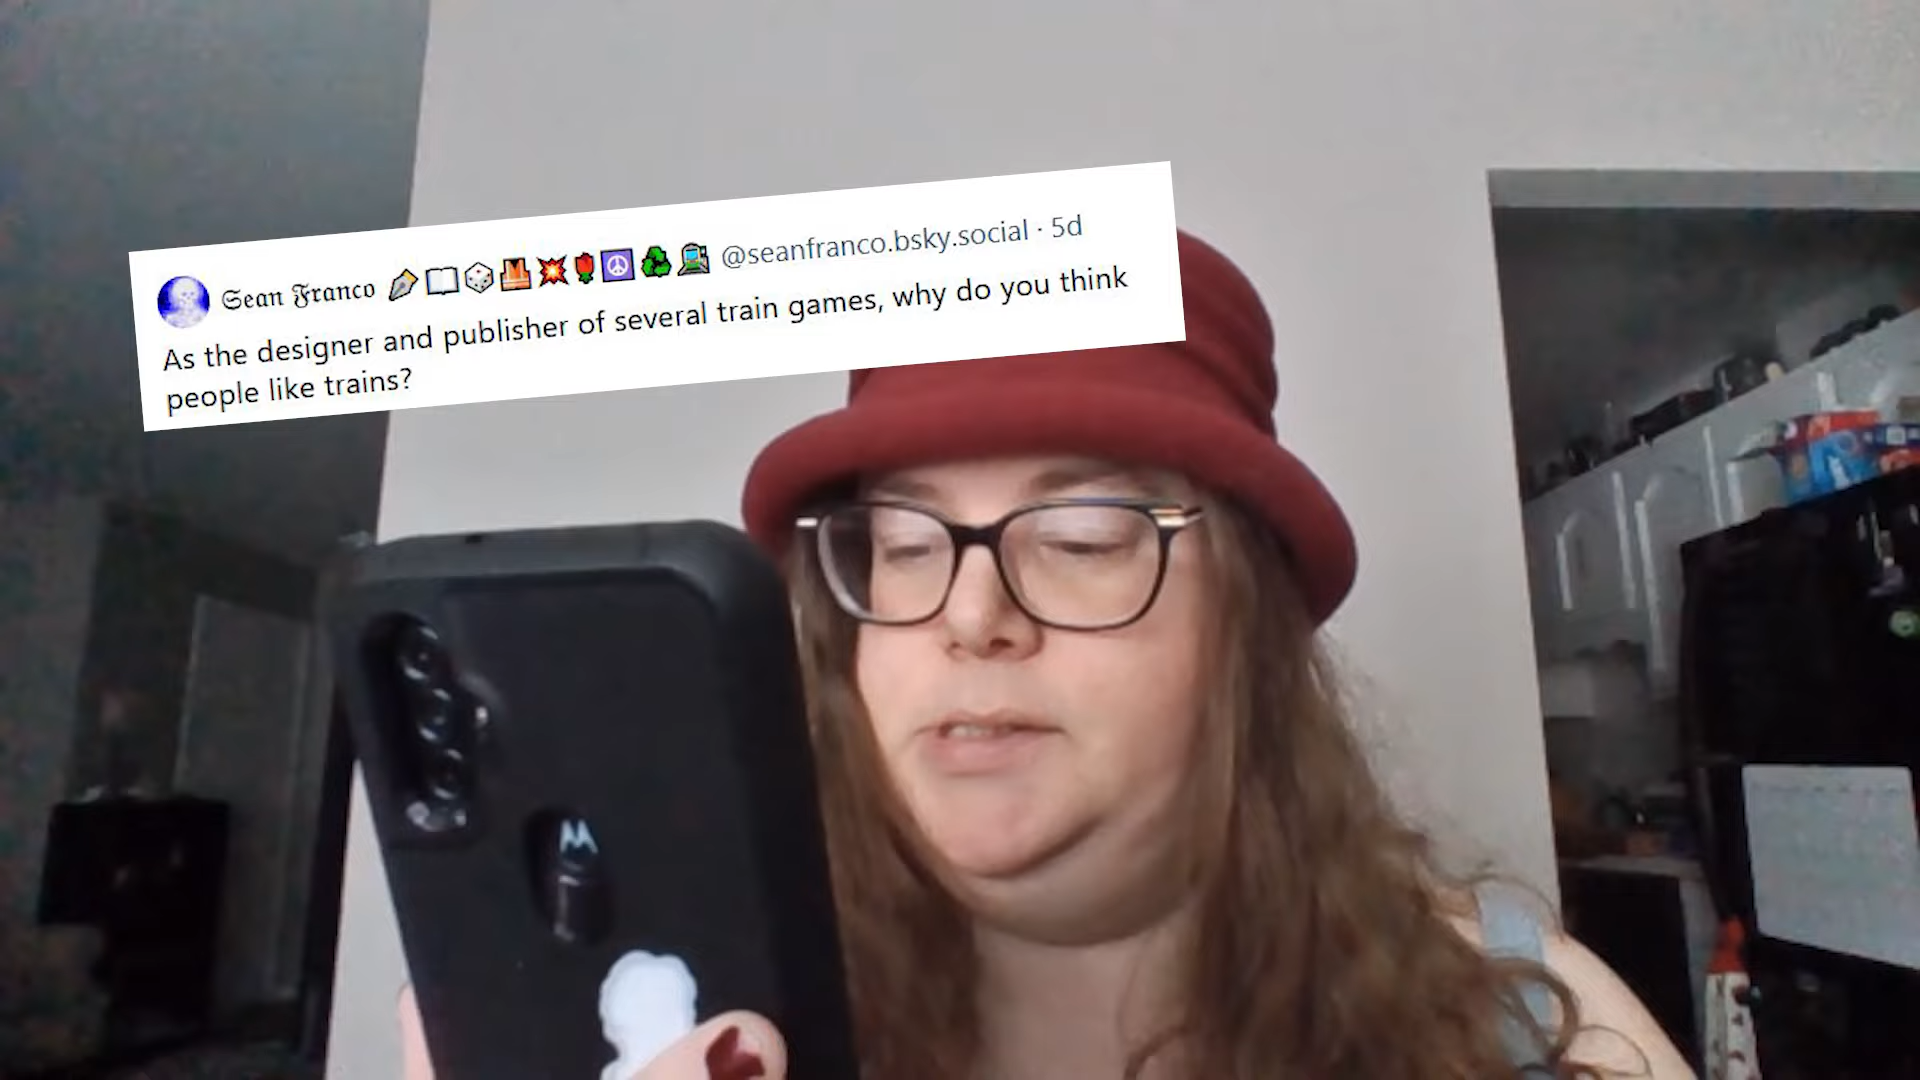 𝔖𝔢𝔞𝔫 𝔉𝔯𝔞𝔫𝔠𝔬 🖋📖🎲🦺💥🌹☮♻🚉 @seanfranco.bsky.social · 5d
As the designer and publisher of several train games, why do you think
people like trains?